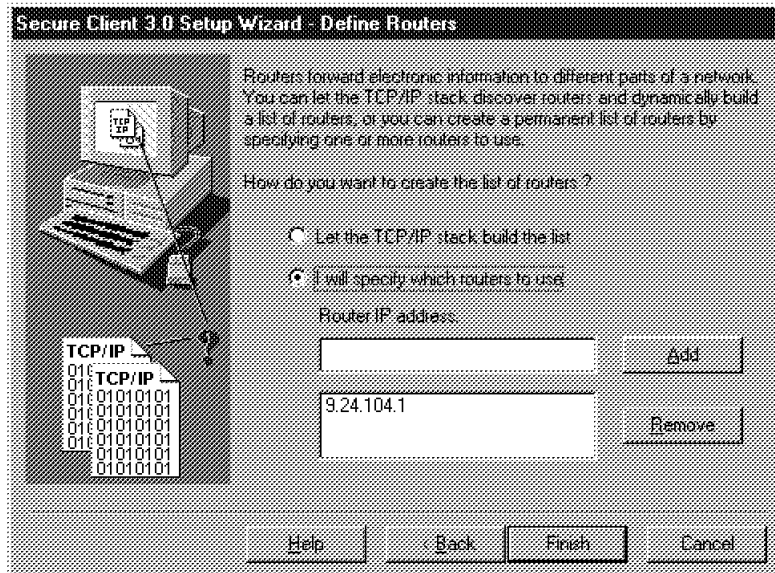 Secure Client 3.0 Setup Wizard - Define Routers
Routers forward electronic information to different parts of a network.
You can let the TCP/IP stack discover routers and dynamically build
a list of routers, or you can create a permanent list of routers by
specifying one or more routers to use.
How do you want to create the list of routers ?
Let the TCP/IP stack build the list
I will specify which routers to use
Router IP address:
Add
9.24.104.1
Remove
TCP
IP
TCP/IP
TCP/IP
01010101
01010101
01010101
01010101
01010101
Help
< Back
Finish
Cancel